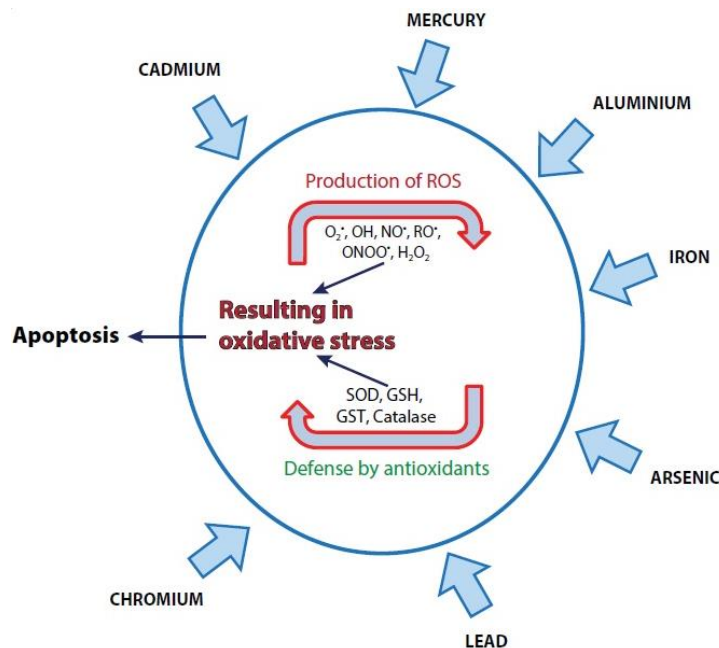 MERCURY
CADMIUM
ALUMINIUM
Production of ROS
O₂•, OH, NO•, RO•,
ONOO•, H₂O₂
IRON
Resulting in
oxidative stress
Apoptosis
SOD, GSH,
GST, Catalase
Defense by antioxidants
ARSENIC
CHROMIUM
LEAD